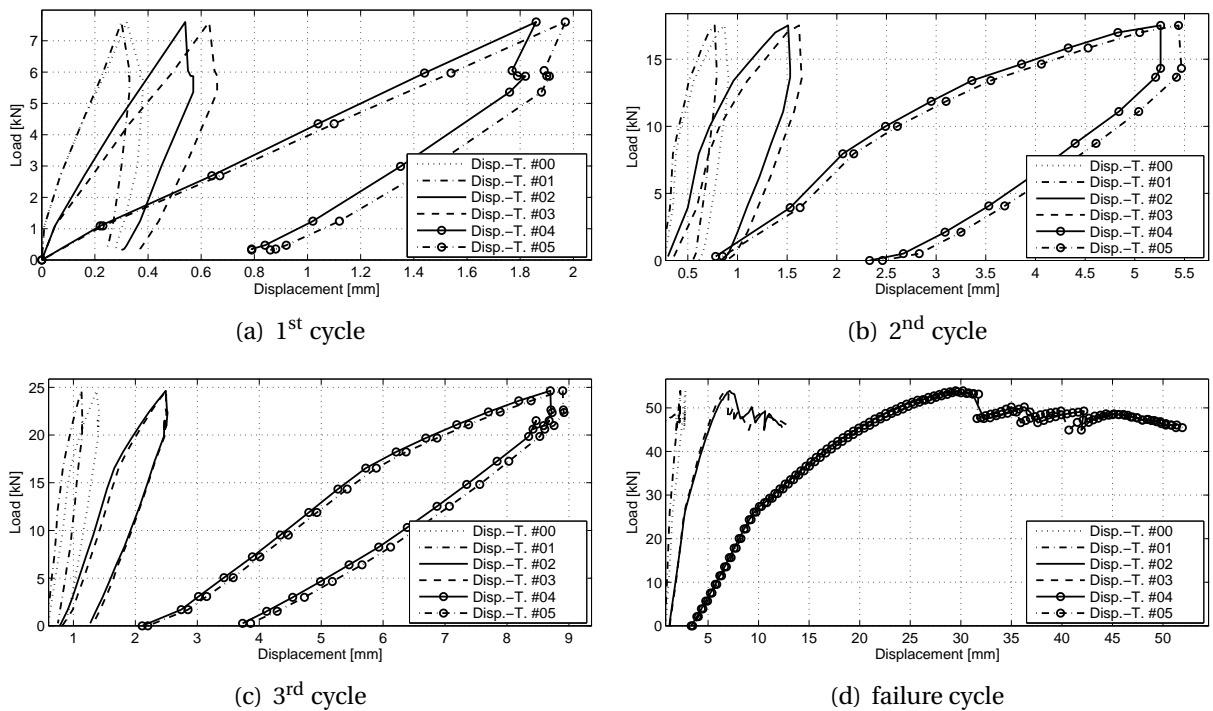 7
6
5
4
3
2
1
0
Load [kN]
0
0.2
0.4
0.6
0.8
1
1.2
1.4
1.6
1.8
2
Displacement [mm]
Disp.−T. #00
Disp.−T. #01
Disp.−T. #02
Disp.−T. #03
Disp.−T. #04
Disp.−T. #05
(a) 1st cycle
15
10
5
0
Load [kN]
0.5
1
1.5
2
2.5
3
3.5
4
4.5
5
5.5
Displacement [mm]
Disp.−T. #00
Disp.−T. #01
Disp.−T. #02
Disp.−T. #03
Disp.−T. #04
Disp.−T. #05
(b) 2nd cycle
25
20
15
10
5
0
Load [kN]
1
2
3
4
5
6
7
8
9
Displacement [mm]
Disp.−T. #00
Disp.−T. #01
Disp.−T. #02
Disp.−T. #03
Disp.−T. #04
Disp.−T. #05
(c) 3rd cycle
50
40
30
20
10
0
Load [kN]
5
10
15
20
25
30
35
40
45
50
Displacement [mm]
Disp.−T. #00
Disp.−T. #01
Disp.−T. #02
Disp.−T. #03
Disp.−T. #04
Disp.−T. #05
(d) failure cycle